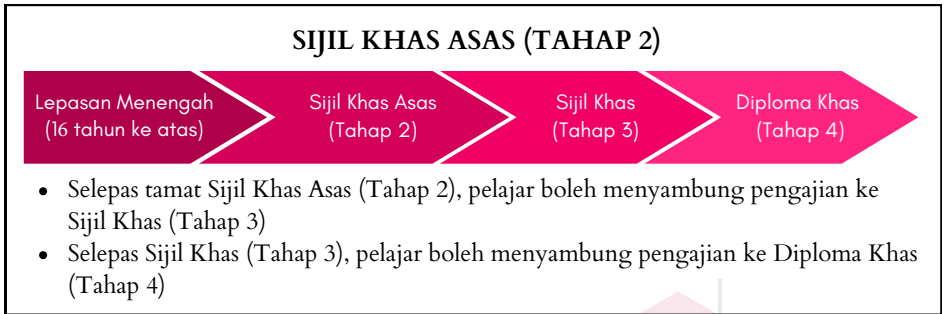 SIJIL KHAS ASAS (TAHAP 2)
Lepasan Menengah
(16 tahun ke atas)
Sijil Khas Asas
(Tahap 2)
Sijil Khas
(Tahap 3)
Diploma Khas
(Tahap 4)
• Selepas tamat Sijil Khas Asas (Tahap 2), pelajar boleh menyambung pengajian ke
Sijil Khas (Tahap 3)
• Selepas Sijil Khas (Tahap 3), pelajar boleh menyambung pengajian ke Diploma Khas
(Tahap 4)